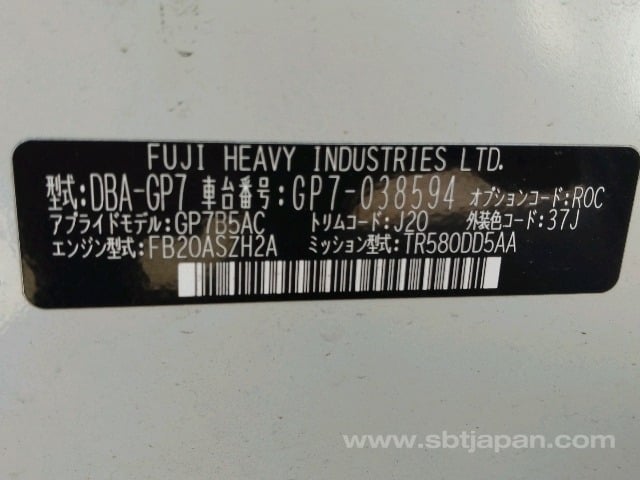 FUJI HEAVY INDUSTRIES LTD.
型式:DBA-GP7 車台番号:GP7-038594 オプションコード:ROC
アプライドモデル:GP7B5AC トリムコード:J20 外装色コード:37J
エンジン型式:FB20ASZH2A ミッション型式:TR580DD5AA
www.sbtjapan.com/